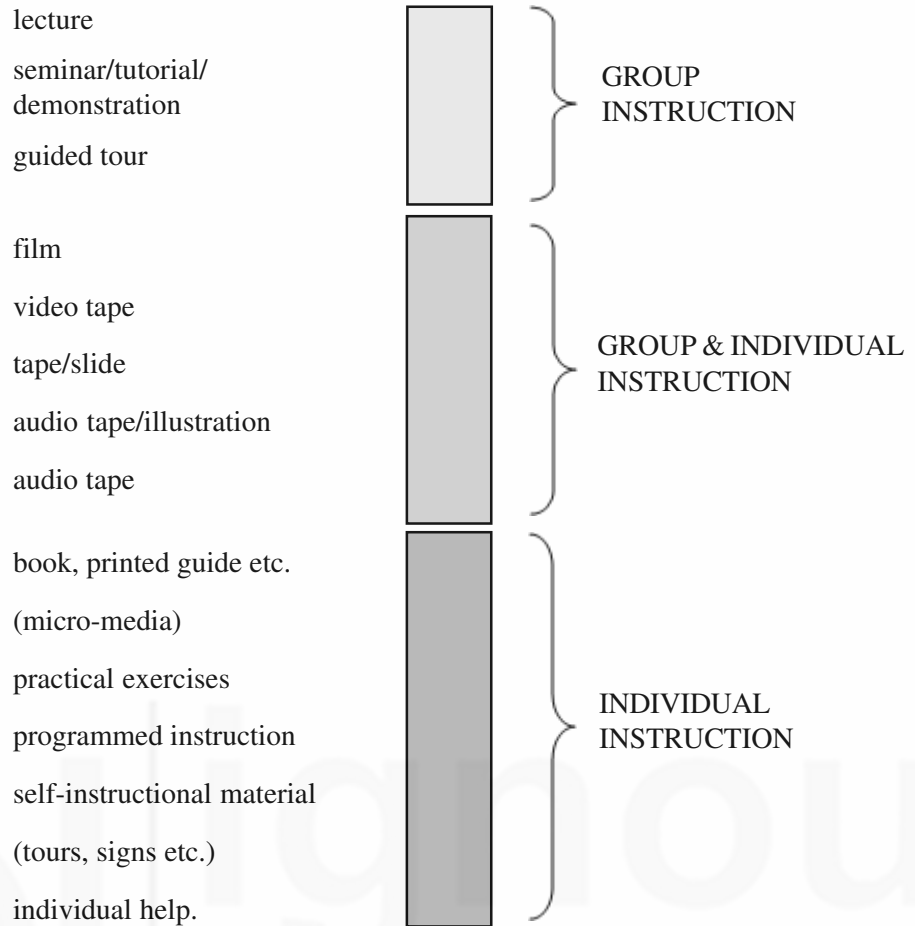 lecture
seminar/tutorial/
demonstration
guided tour
GROUP
INSTRUCTION
film
video tape
tape/slide
audio tape/illustration
audio tape
GROUP & INDIVIDUAL
INSTRUCTION
book, printed guide etc.
(micro-media)
practical exercises
programmed instruction
self-instructional material
(tours, signs etc.)
individual help.
INDIVIDUAL
INSTRUCTION
ignou